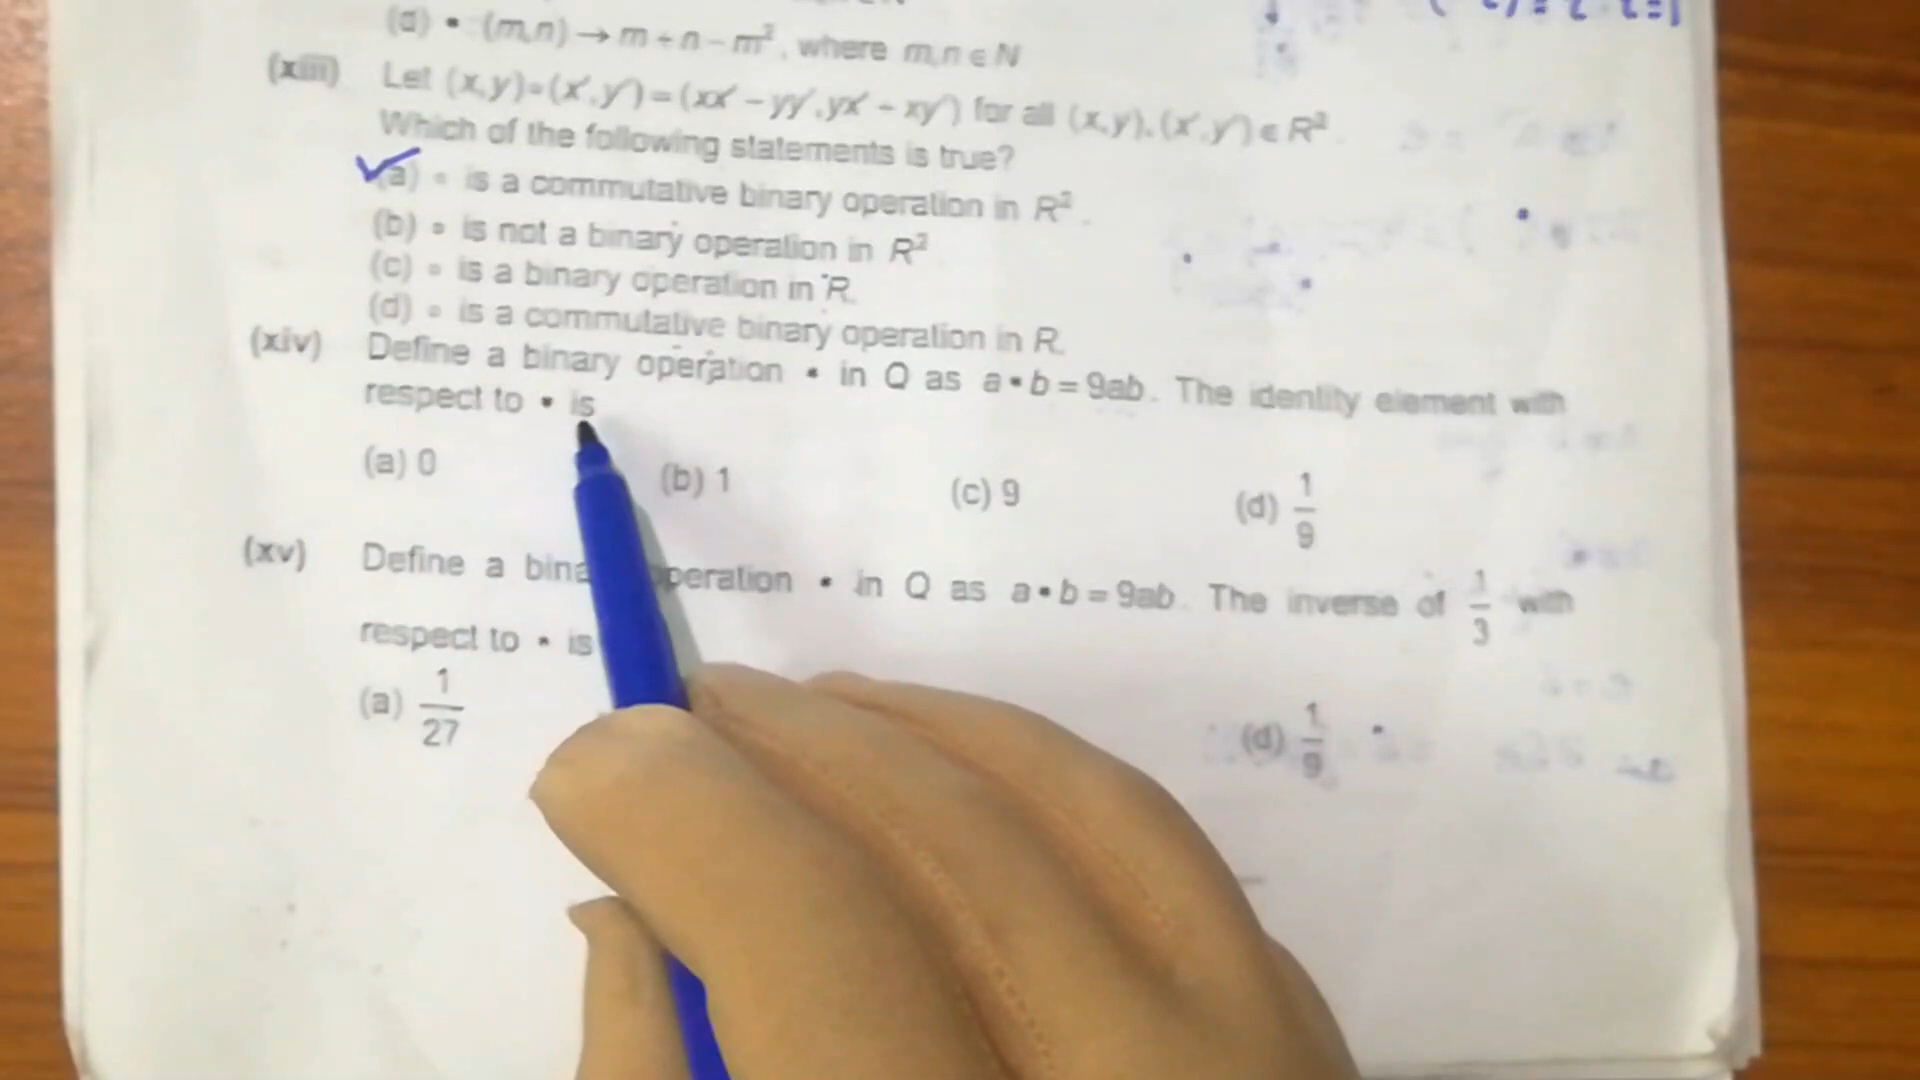 (d) • (m,n) → m + n − m², where m,n ∈ N
(xiii) Let (x,y)∘(x′,y′)=(xx′ − yy′,yx′ + xy′) for all (x,y),(x′,y′)∈R²
Which of the following statements is true?
(a) ∘ is a commutative binary operation in R².
(b) ∘ is not a binary operation in R²
(c) ∘ is a binary operation in R.
(d) ∘ is a commutative binary operation in R.
(xiv) Define a binary operation • in Q as a•b = 9ab. The identity element with
respect to • is
(a) 0 (b) 1 (c) 9 (d) 1/9
(xv) Define a bina peration • in Q as a•b = 9ab. The inverse of 1/3 with
respect to • is
(a) 1/27 (d) 1/9